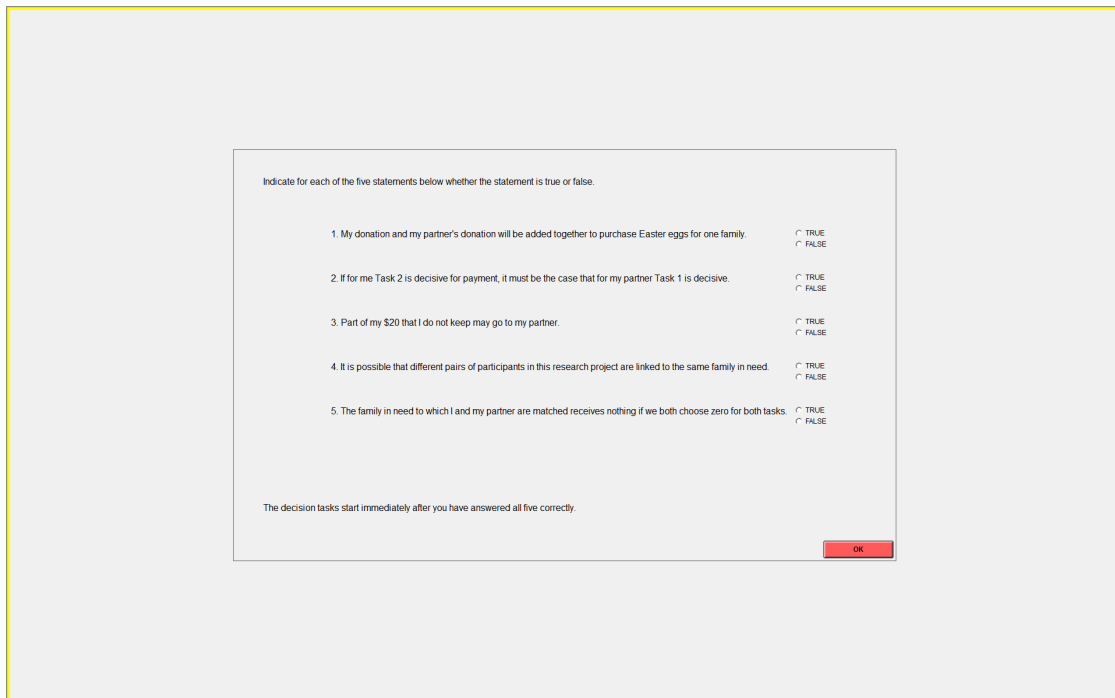 Indicate for each of the five statements below whether the statement is true or false.
1. My donation and my partner's donation will be added together to purchase Easter eggs for one family.
TRUE
FALSE
2. If for me Task 2 is decisive for payment, it must be the case that for my partner Task 1 is decisive.
TRUE
FALSE
3. Part of my $20 that I do not keep may go to my partner.
TRUE
FALSE
4. It is possible that different pairs of participants in this research project are linked to the same family in need.
TRUE
FALSE
5. The family in need to which I and my partner are matched receives nothing if we both choose zero for both tasks.
TRUE
FALSE
The decision tasks start immediately after you have answered all five correctly.
OK